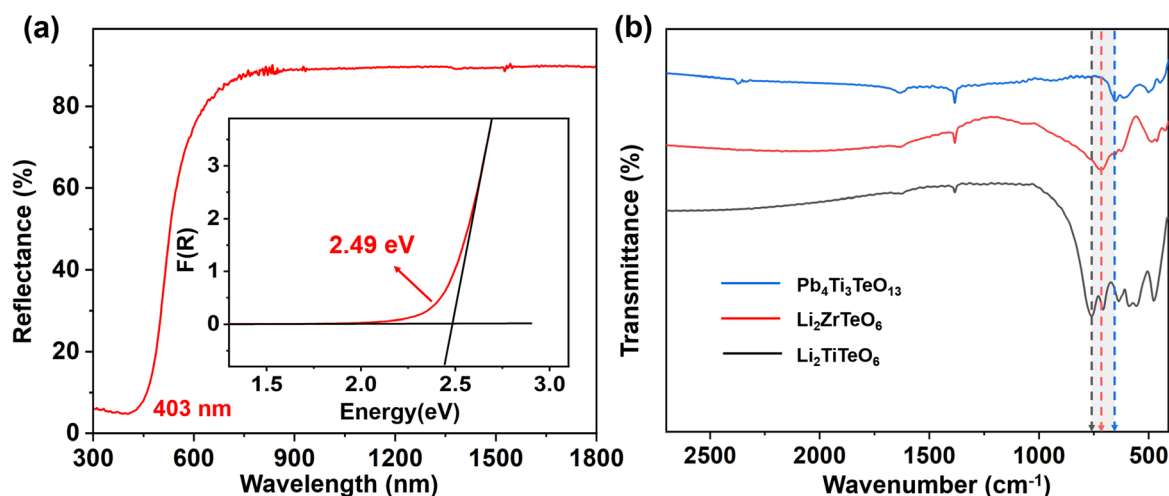 (a)
Reflectance (%)
80
60
40
20
0
300
600
900
1200
1500
1800
Wavelength (nm)
403 nm
F(R)
3
2
1
0
1.5
2.0
2.5
3.0
Energy(eV)
2.49 eV
(b)
Transmittance (%)
Pb₄Ti₃TeO₁₃
Li₂ZrTeO₆
Li₂TiTeO₆
2500
2000
1500
1000
500
Wavenumber (cm⁻¹)